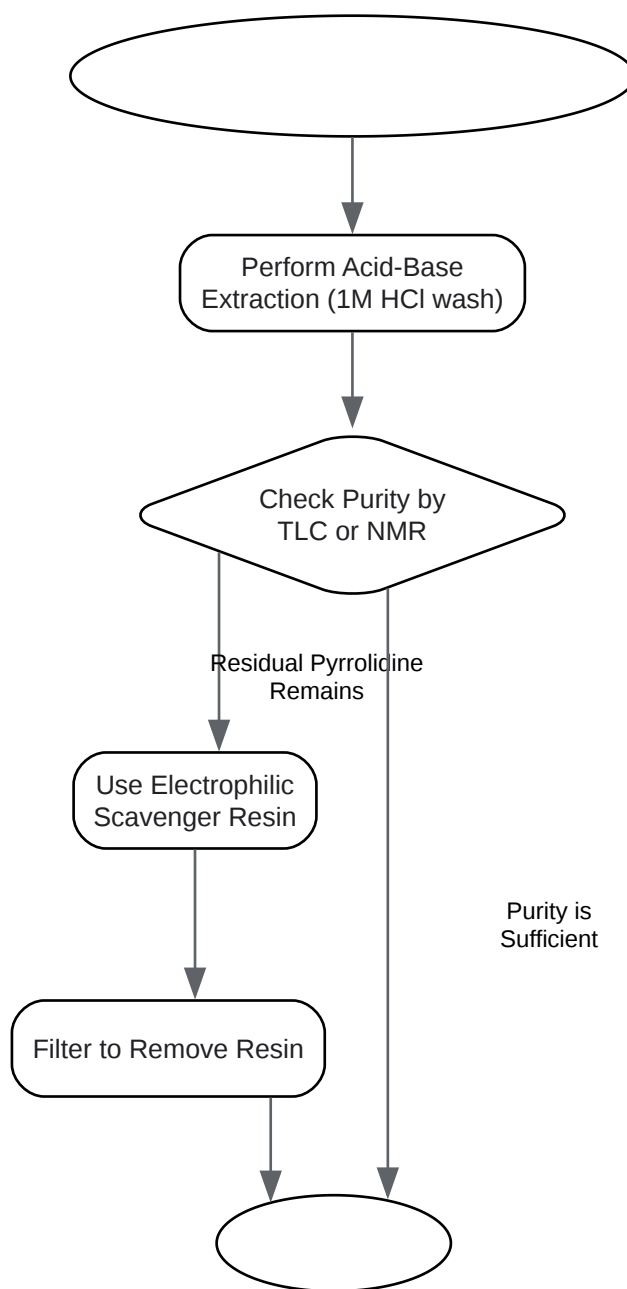 Perform Acid-Base
Extraction (1M HCl wash)
Check Purity by
TLC or NMR
Residual Pyrrolidine
Remains
Use Electrophilic
Scavenger Resin
Purity is
Sufficient
Filter to Remove Resin